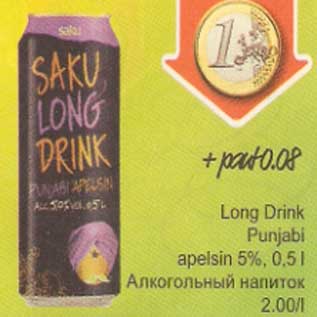 saku
SAKU
LONG
DRINK
PUNJABI APELSIN
ALC.5.0% VOL. 0.5 L
1
+ pant 0.08
Long Drink
Punjabi
apelsin 5%, 0,5 l
Алкогольный напиток
2.00/l